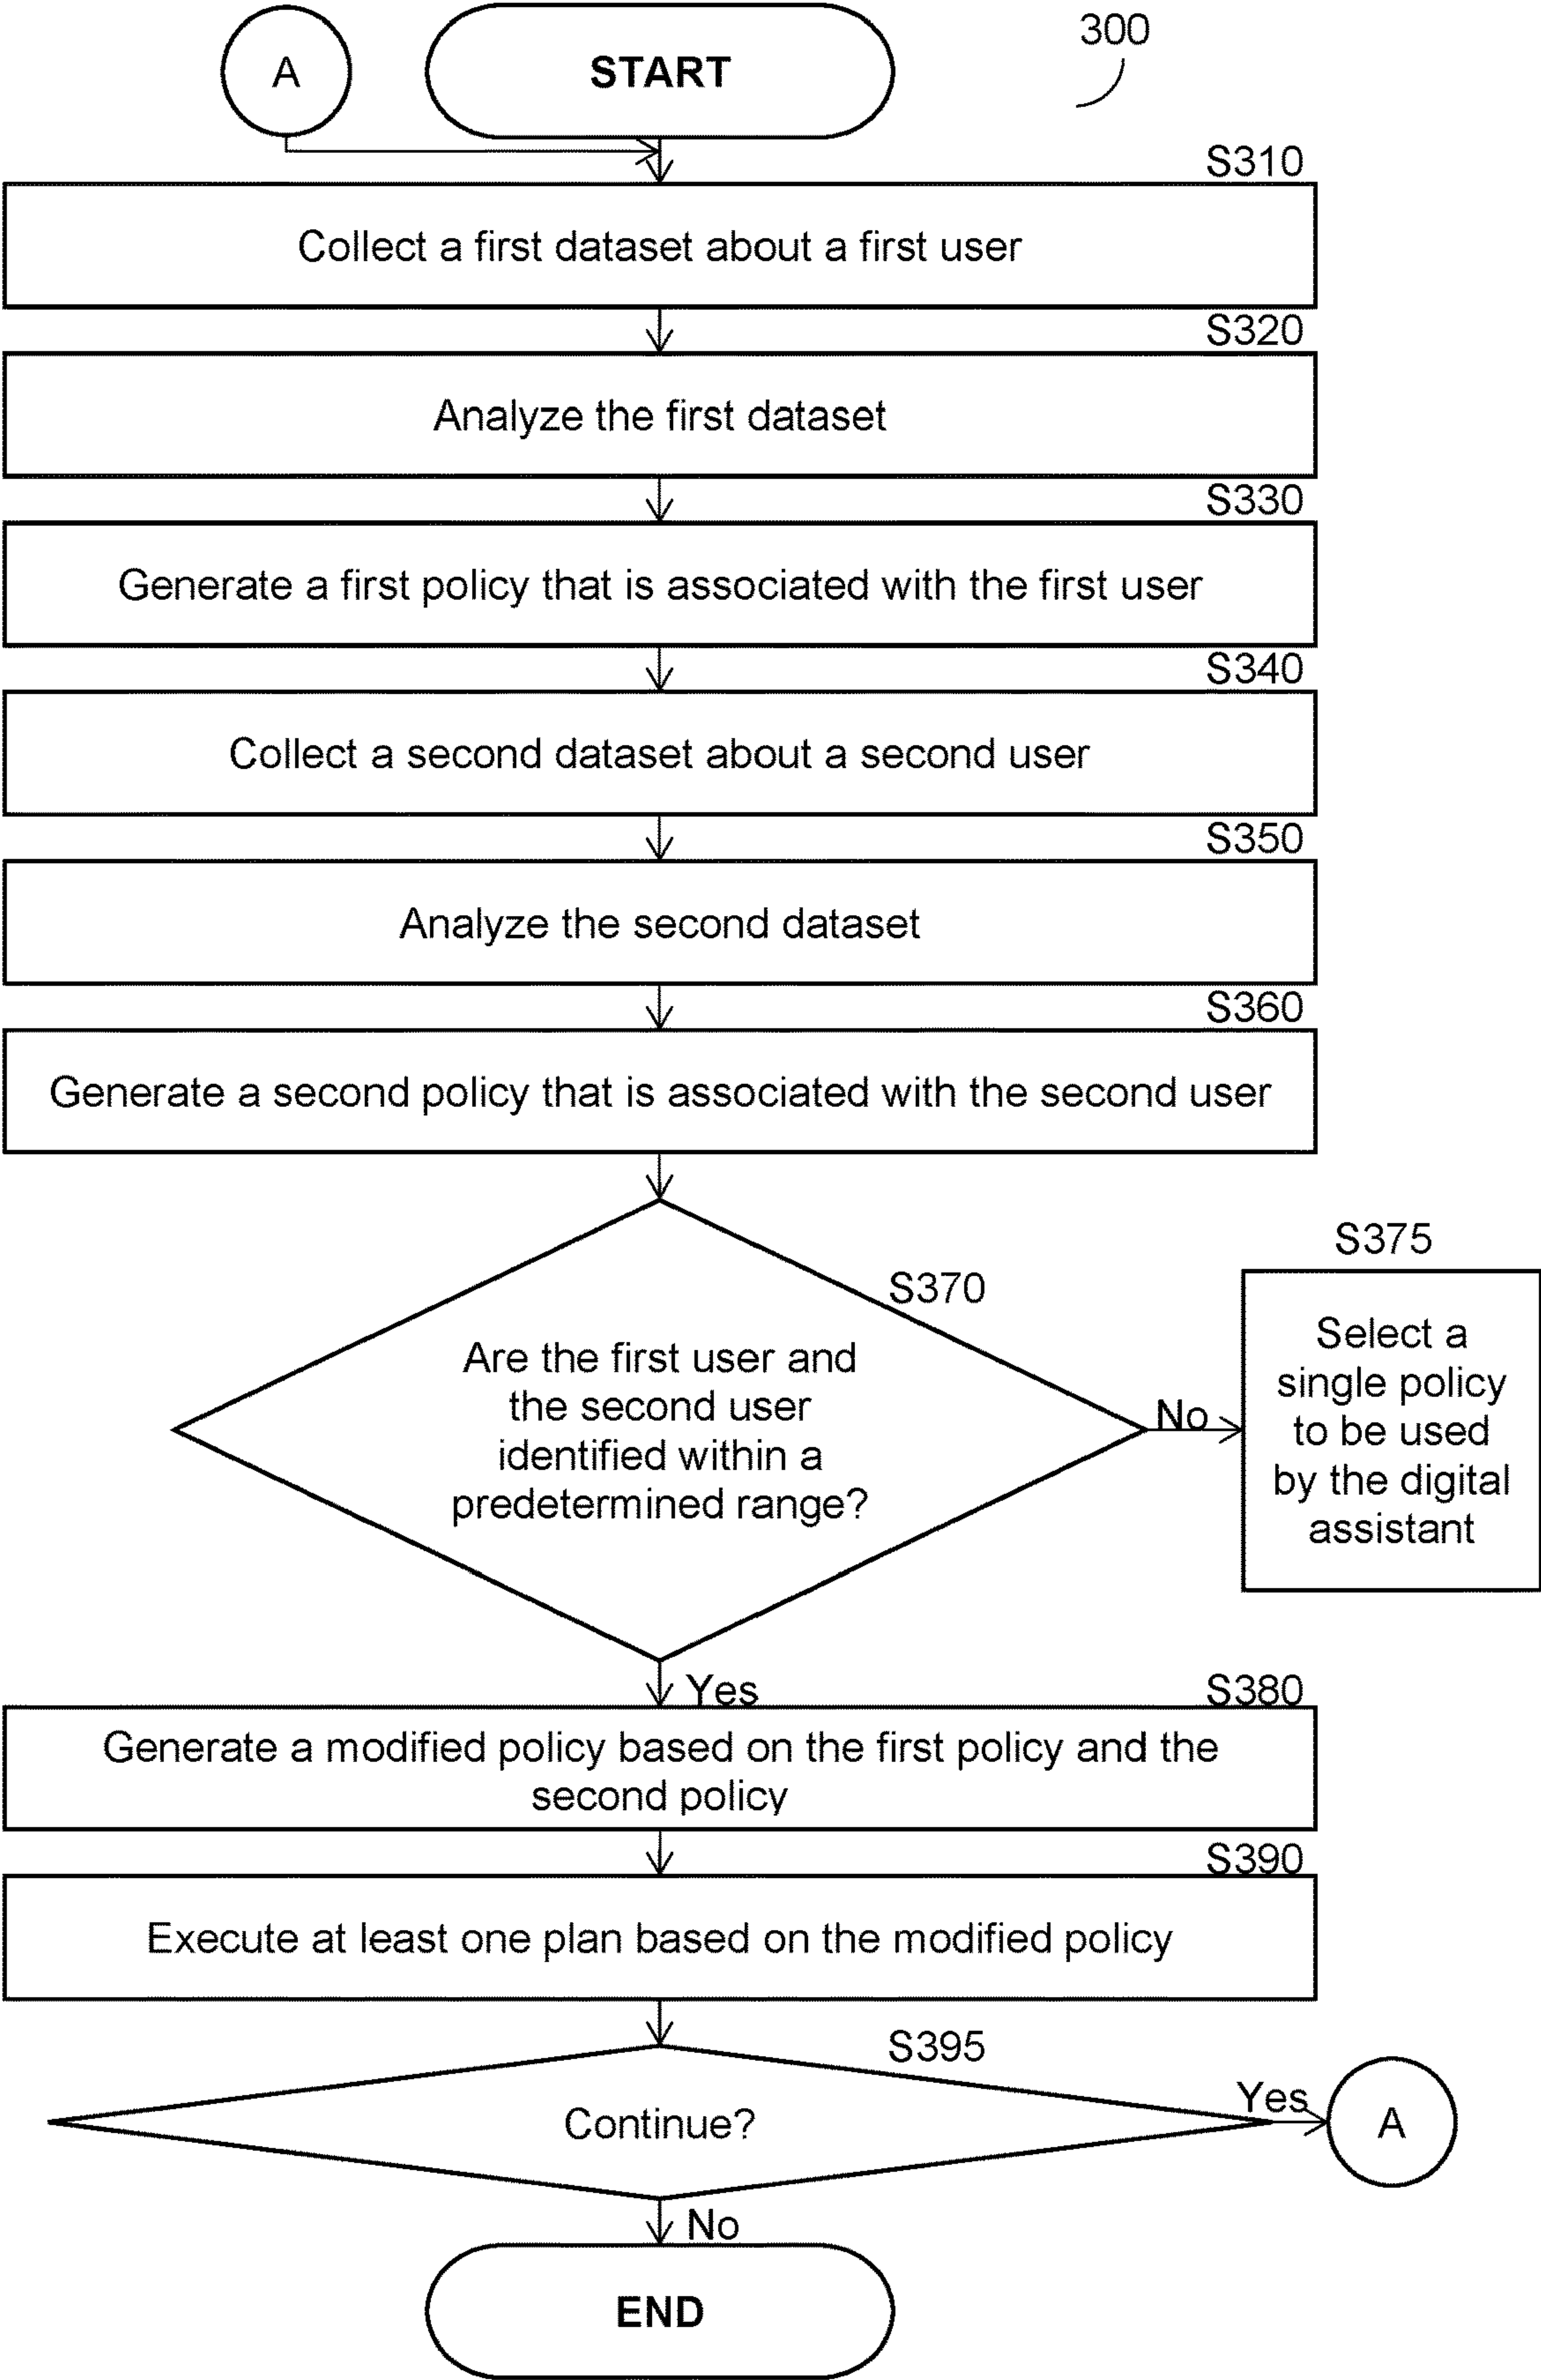 A
START
300
S310
Collect a first dataset about a first user
S320
Analyze the first dataset
S330
Generate a first policy that is associated with the first user
S340
Collect a second dataset about a second user
S350
Analyze the second dataset
S360
Generate a second policy that is associated with the second user
S370
Are the first user and
the second user
identified within a
predetermined range?
No
S375
Select a
single policy
to be used
by the digital
assistant
Yes
S380
Generate a modified policy based on the first policy and the
second policy
S390
Execute at least one plan based on the modified policy
S395
Continue?
Yes
A
No
END